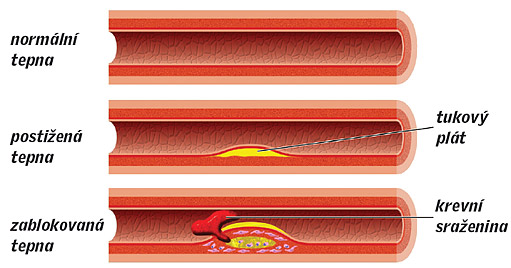 normální
tepna
postižená
tepna
tukový
plát
zablokovaná
tepna
krevní
sraženina